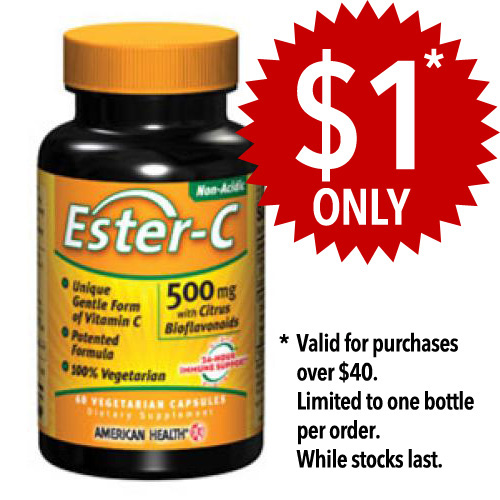 $1*
ONLY
Non-Acidic
Ester-C
Unique
Gentle Form
of Vitamin C
Patented
Formula
100% Vegetarian
500 mg
with Citrus
Bioflavonoids
24-HOUR
IMMUNE SUPPORT
60 VEGETARIAN CAPSULES
Dietary Supplement
AMERICAN HEALTH
* Valid for purchases
over $40.
Limited to one bottle
per order.
While stocks last.